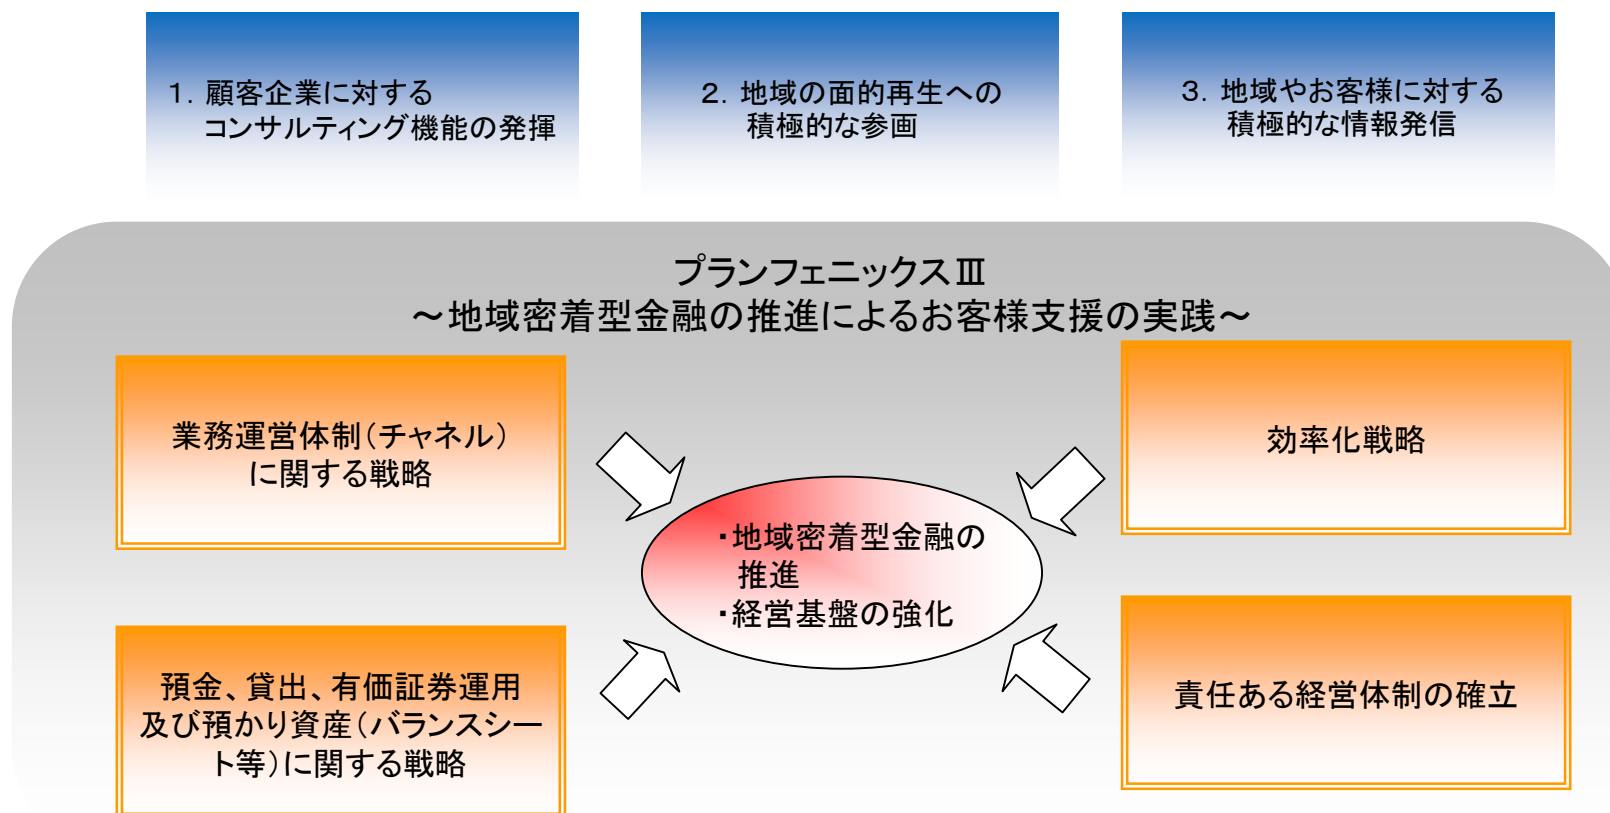 １．顧客企業に対する
コンサルティング機能の発揮
２．地域の面的再生への
積極的な参画
３．地域やお客様に対する
積極的な情報発信
プランフェニックスⅢ
～地域密着型金融の推進によるお客様支援の実践～
業務運営体制（チャネル）
に関する戦略
効率化戦略
・地域密着型金融の
推進
・経営基盤の強化
預金、貸出、有価証券運用
及び預かり資産（バランスシー
ト等）に関する戦略
責任ある経営体制の確立